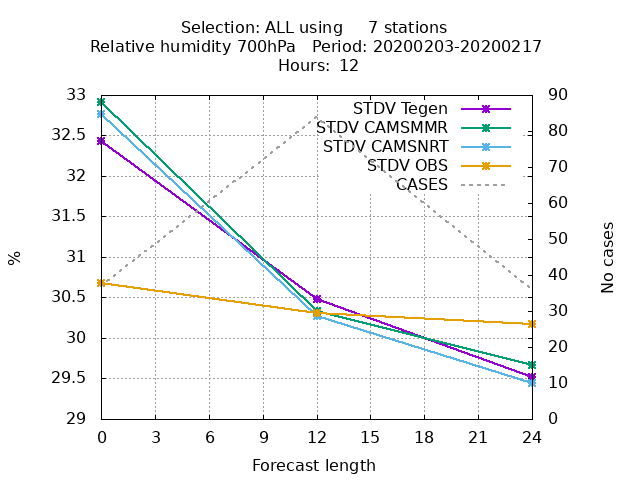 Selection: ALL using 7 stations
Relative humidity 700hPa Period: 20200203-20200217
Hours: 12
33
32.5
32
31.5
31
30.5
30
29.5
29
%
STDV Tegen
STDV CAMSMMR
STDV CAMSNRT
STDV OBS
CASES
90
80
70
60
50
40
30
20
10
0
No cases
0 3 6 9 12 15 18 21 24
Forecast length